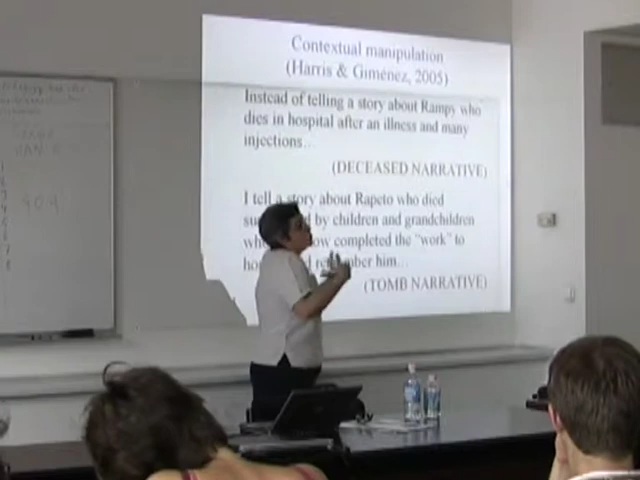 Contextual manipulation
(Harris & Giménez, 2005)
Instead of telling a story about Rampy who
dies in hospital after an illness and many
injections...
(DECEASED NARRATIVE)
I tell a story about Rapeto who died
by children and grandchildren
completed the "work" to
him...
(TOMB NARRATIVE)